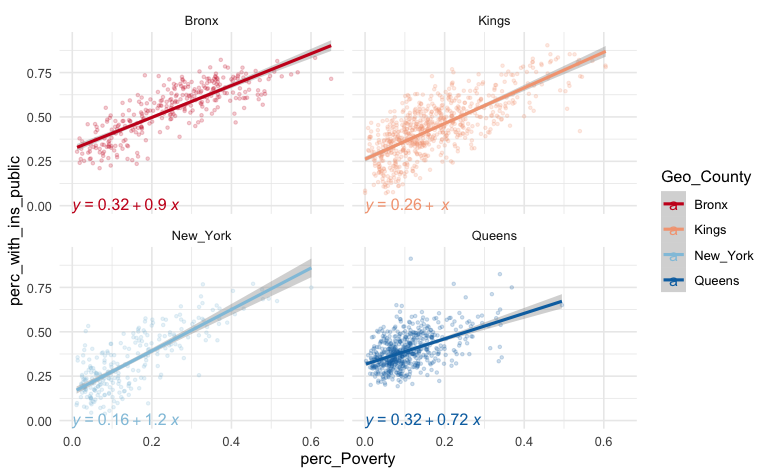 Bronx
Kings
0.75
0.50
0.25
0.00
y = 0.32 + 0.9 x
y = 0.26 + x
New_York
Queens
0.75
0.50
0.25
0.00
y = 0.16 + 1.2 x
y = 0.32 + 0.72 x
0.0 0.2 0.4 0.6
0.0 0.2 0.4 0.6
perc_Poverty
perc_with_ins_public
Geo_County
a Bronx
a Kings
a New_York
a Queens